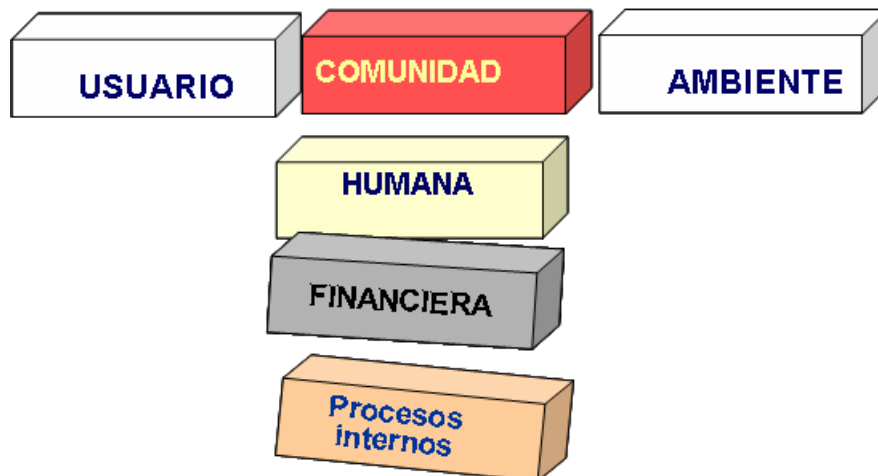 USUARIO
COMUNIDAD
AMBIENTE
HUMANA
FINANCIERA
Procesos
internos